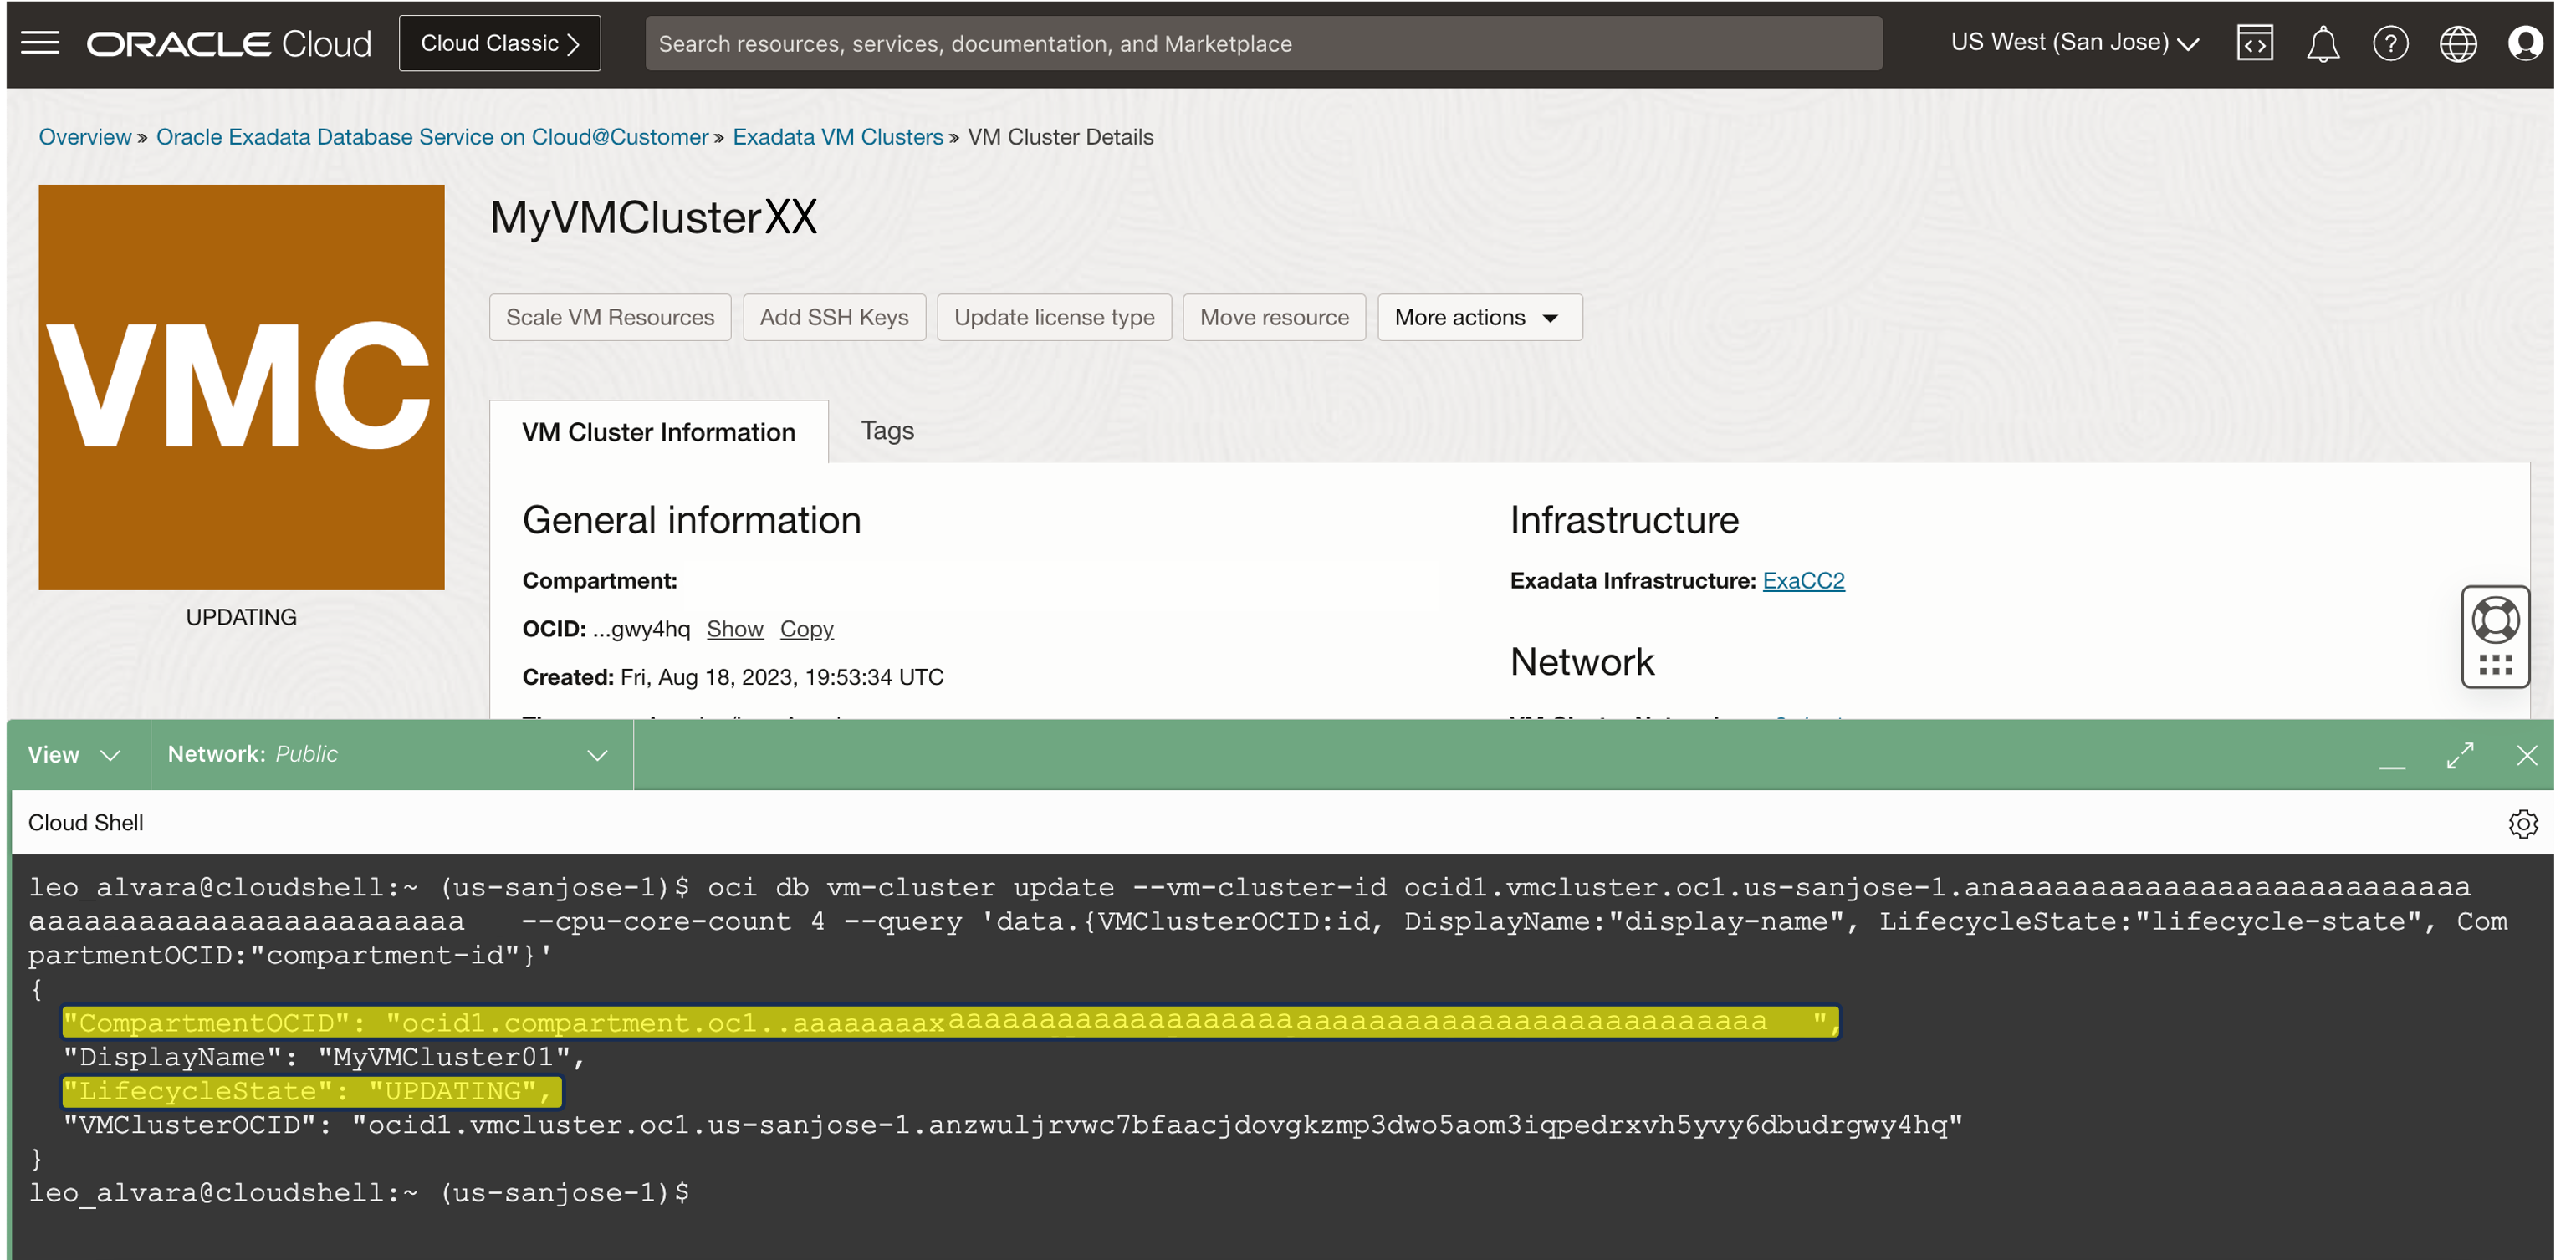 ORACLE Cloud
Cloud Classic
Search resources, services, documentation, and Marketplace
US West (San Jose)
Overview » Oracle Exadata Database Service on Cloud@Customer » Exadata VM Clusters » VM Cluster Details
VMC
UPDATING
MyVMClusterXX
Scale VM Resources
Add SSH Keys
Update license type
Move resource
More actions
VM Cluster Information
Tags
General information
Compartment:
OCID: ...gwy4hq Show Copy
Created: Fri, Aug 18, 2023, 19:53:34 UTC
Infrastructure
Exadata Infrastructure: ExaCC2
Network
View
Network: Public
Cloud Shell
leo_alvara@cloudshell:~ (us-sanjose-1)$ oci db vm-cluster update --vm-cluster-id ocid1.vmcluster.oc1.us-sanjose-1.anaaaaaaaaaaaaaaaaaaaaaaaaaa
aaaaaaaaaaaaaaaaaaaaaaaa --cpu-core-count 4 --query 'data.{VMClusterOCID:id, DisplayName:"display-name", LifecycleState:"lifecycle-state", Com
partmentOCID:"compartment-id"}'
{
"CompartmentOCID": "ocid1.compartment.oc1..aaaaaaaaxaaaaaaaaaaaaaaaaaaaaaaaaaaaaaaaaaaaaaaaaaaaaaaaaa ",
"DisplayName": "MyVMCluster01",
"LifecycleState": "UPDATING",
"VMClusterOCID": "ocid1.vmcluster.oc1.us-sanjose-1.anzwuljrvwc7bfaacjdovgkzmp3dwo5aom3iqpedrxvh5yvy6dbudrgwy4hq"
}
leo_alvara@cloudshell:~ (us-sanjose-1)$